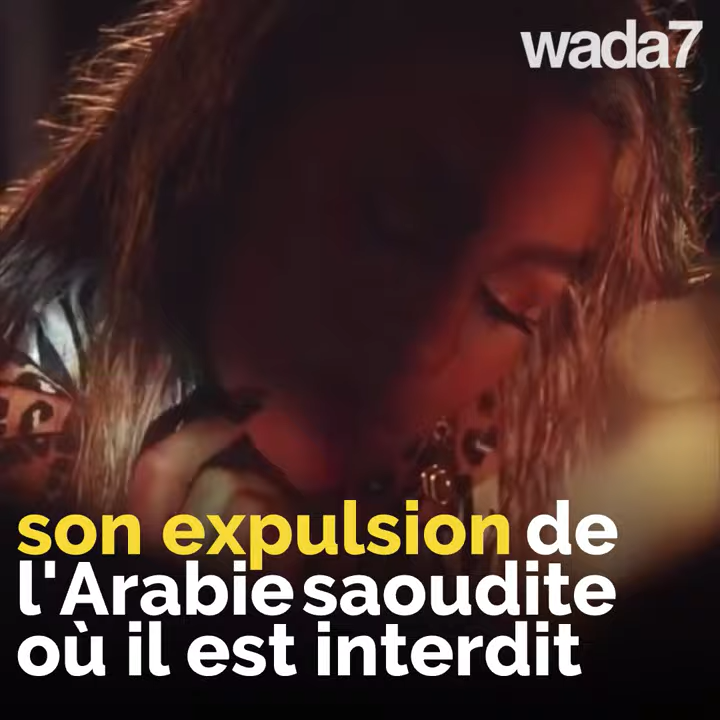 wada7
son expulsion de
l'Arabie saoudite
où il est interdit